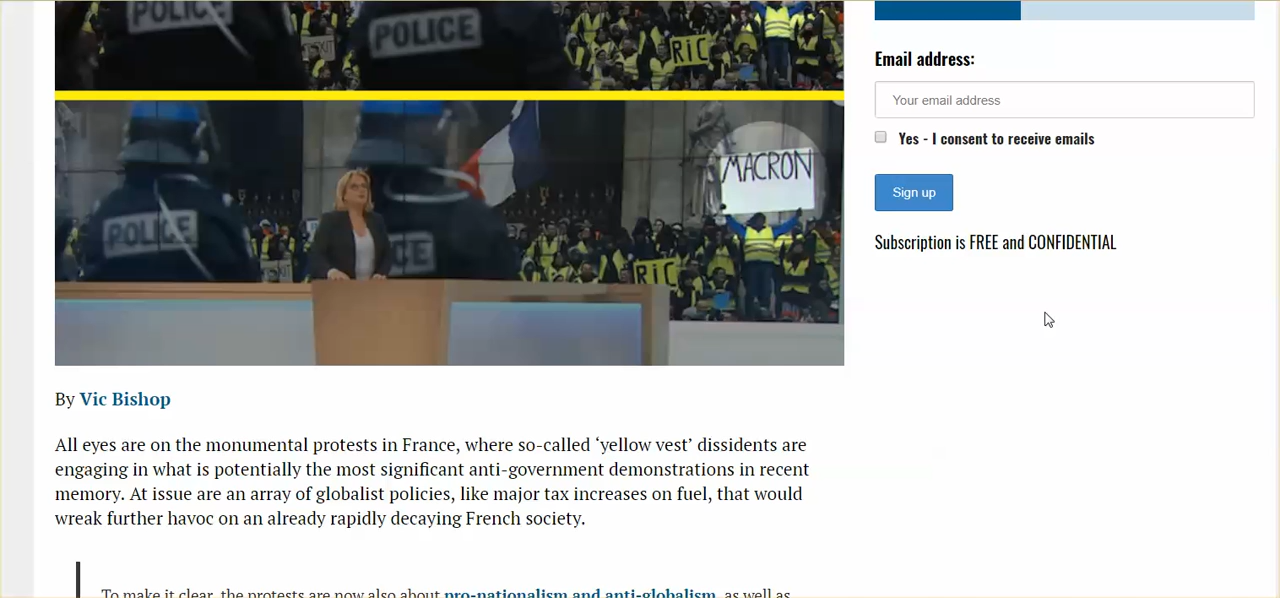 POLICE
POLICE
RiC
MACRON
POLICE
CE
RiC
By Vic Bishop
All eyes are on the monumental protests in France, where so-called ‘yellow vest’ dissidents are
engaging in what is potentially the most significant anti-government demonstrations in recent
memory. At issue are an array of globalist policies, like major tax increases on fuel, that would
wreak further havoc on an already rapidly decaying French society.
To make it clear, the protests are now also about pro-nationalism and anti-globalism, as well as
Email address:
Your email address
Yes - I consent to receive emails
Sign up
Subscription is FREE and CONFIDENTIAL